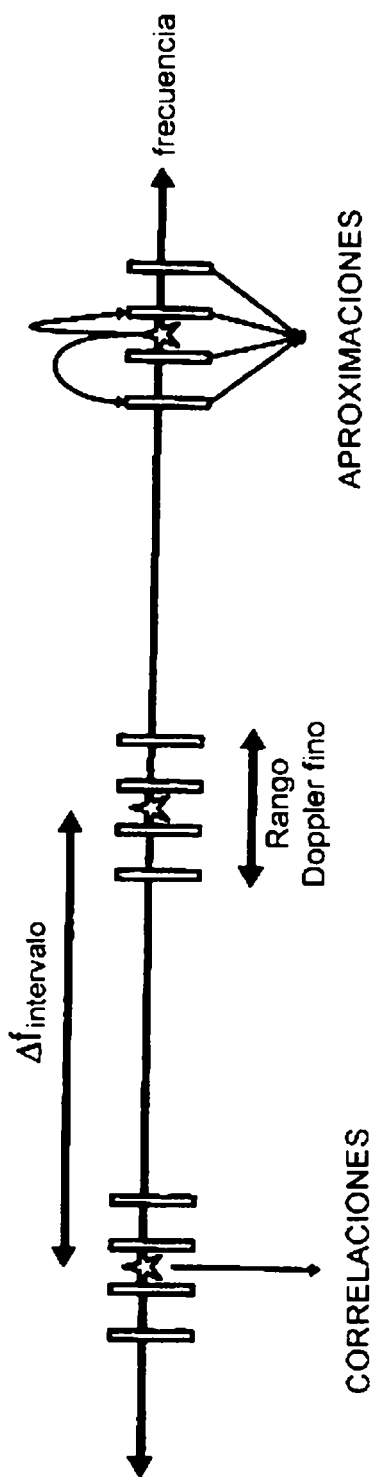 frecuencia
Δf intervalo
Rango
Doppler fino
CORRELACIONES
APROXIMACIONES